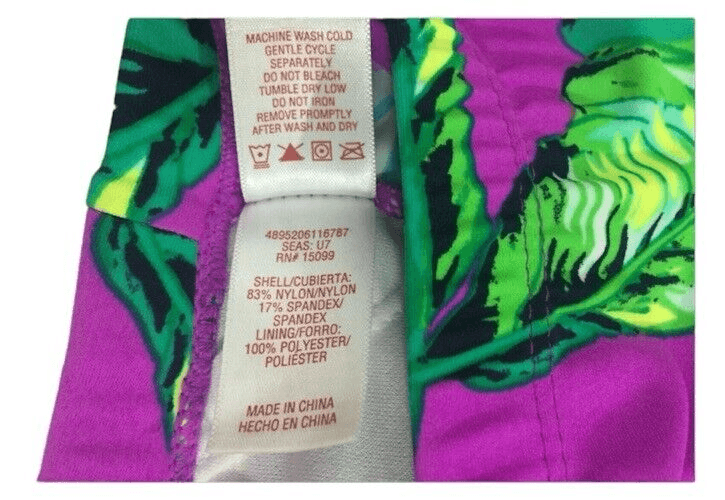 MACHINE WASH COLD
GENTLE CYCLE
SEPARATELY
DO NOT BLEACH
TUMBLE DRY LOW
DO NOT IRON
REMOVE PROMPTLY
AFTER WASH AND DRY
4895206116787
SEAS: U7
RN# 15099
SHELL/CUBIERTA:
83% NYLON/NYLON
17% SPANDEX/
SPANDEX
LINING/FORRO:
100% POLYESTER/
POLIÉSTER
MADE IN CHINA
HECHO EN CHINA